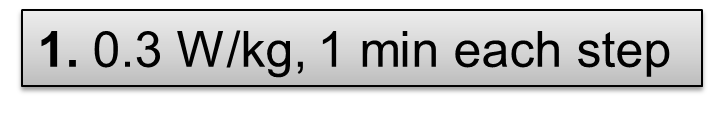 1. 0.3 W/kg, 1 min each step